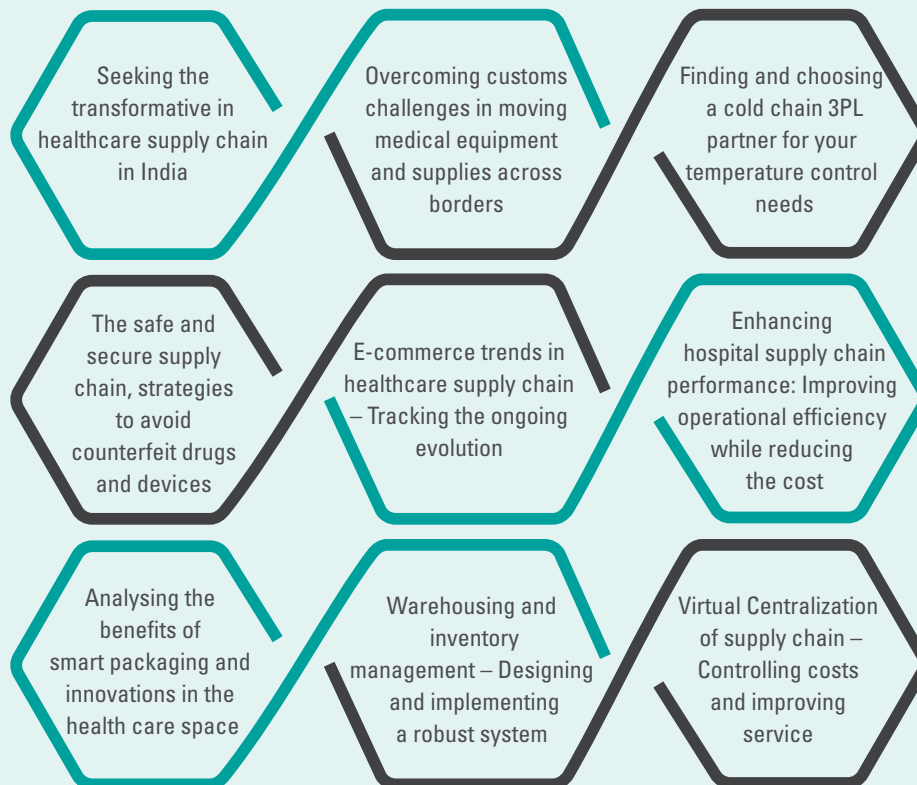 Seeking the
transformative in
healthcare supply chain
in India
Overcoming customs
challenges in moving
medical equipment
and supplies across
borders
Finding and choosing
a cold chain 3PL
partner for your
temperature control
needs
The safe and
secure supply
chain, strategies
to avoid
counterfeit drugs
and devices
E-commerce trends in
healthcare supply chain
– Tracking the ongoing
evolution
Enhancing
hospital supply chain
performance: Improving
operational efficiency
while reducing
the cost
Analysing the
benefits of
smart packaging and
innovations in the
health care space
Warehousing and
inventory
management – Designing
and implementing
a robust system
Virtual Centralization
of supply chain –
Controlling costs
and improving
service